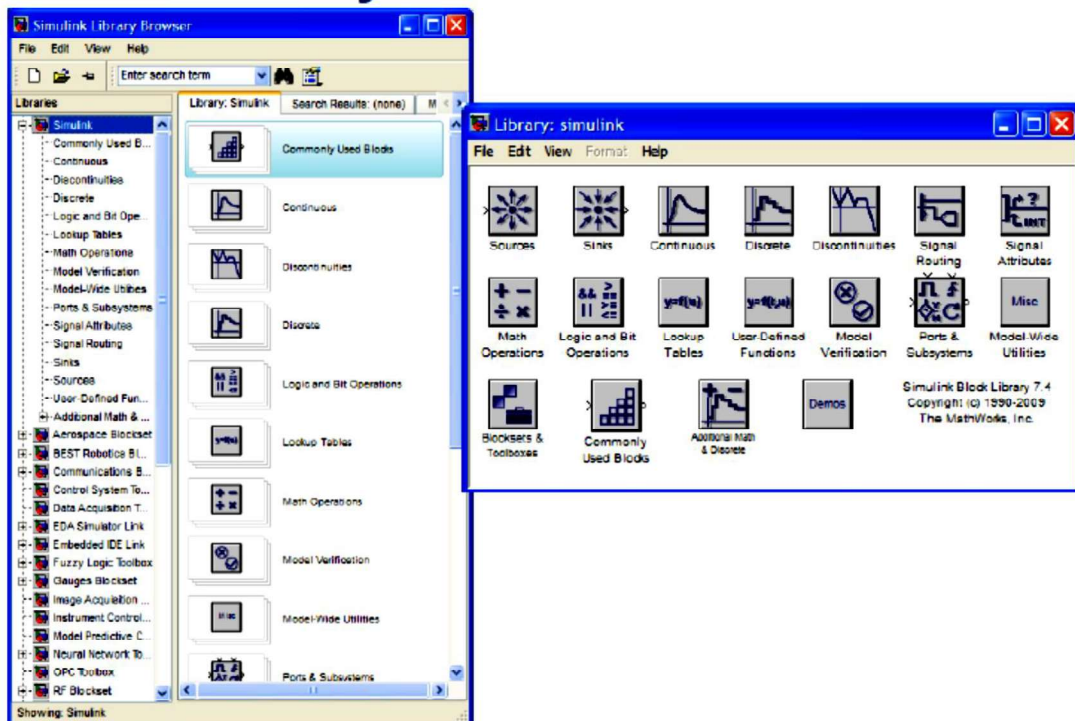 Simulink Library Browser
File Edit View Help
Enter search term
Libraries
Library: Simulink
Search Results: (none)
M
Simulink
Commonly Used B...
Continuous
Discontinuities
Discrete
Logic and Bit Ope...
Lookup Tables
Math Operations
Model Verification
Model-Wide Utilities
Ports & Subsystems
Signal Attributes
Signal Routing
Sinks
Sources
User-Defined Fun...
Additional Math & ...
Aerospace Blockset
BEST Robotics Bl...
Communications B...
Control System To...
Data Acquisition T...
EDA Simulator Link
Embedded IDE Link
Fuzzy Logic Toolbox
Gauges Blockset
Image Acquisition ...
Instrument Control...
Model Predictive C...
Neural Network To...
OPC Toolbox
RF Blockset
Commonly Used Blocks
Continuous
Discontinuities
Discrete
Logic and Bit Operations
y=f(u)
Lookup Tables
Math Operations
Model Verification
Misc
Model-Wide Utilities
Ports & Subsystems
Showing: Simulink
Library: simulink
File Edit View Format Help
Sources
Sinks
Continuous
Discrete
Discontinuities
Signal
Routing
? INT
Signal
Attributes
+ − ÷ ×
Math
Operations
&& || > == <=
Logic and Bit
Operations
y=f(u)
Lookup
Tables
y=f(t,u)
User-Defined
Functions
Model
Verification
Ports &
Subsystems
Misc
Model-Wide
Utilities
Blocksets &
Toolboxes
Commonly
Used Blocks
Additional Math
& Discrete
Demos
Simulink Block Library 7.4
Copyright (c) 1990-2009
The MathWorks, Inc.